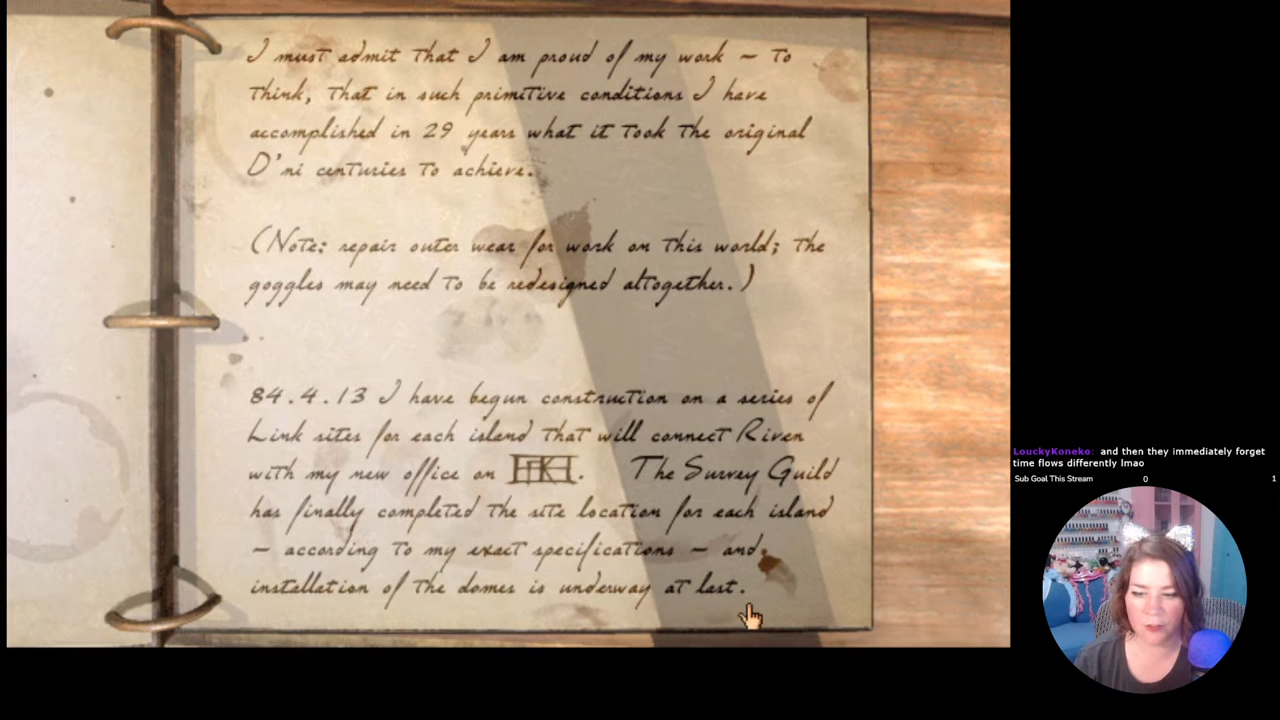 I must admit that I am proud of my work – to
think, that in such primitive conditions I have
accomplished in 29 years what it took the original
D'ni centuries to achieve.
(Note: repair outer wear for work on this world; the
goggles may need to be redesigned altogether.)
84.4.13 I have begun construction on a series of
Link sites for each island that will connect Riven
with my new office on . The Survey Guild
has finally completed the site location for each island
– according to my exact specifications – and
installation of the domes is underway at last.
LouckyKoneko: and then they immediately forget
time flows differently lmao
Sub Goal This Stream 0 1